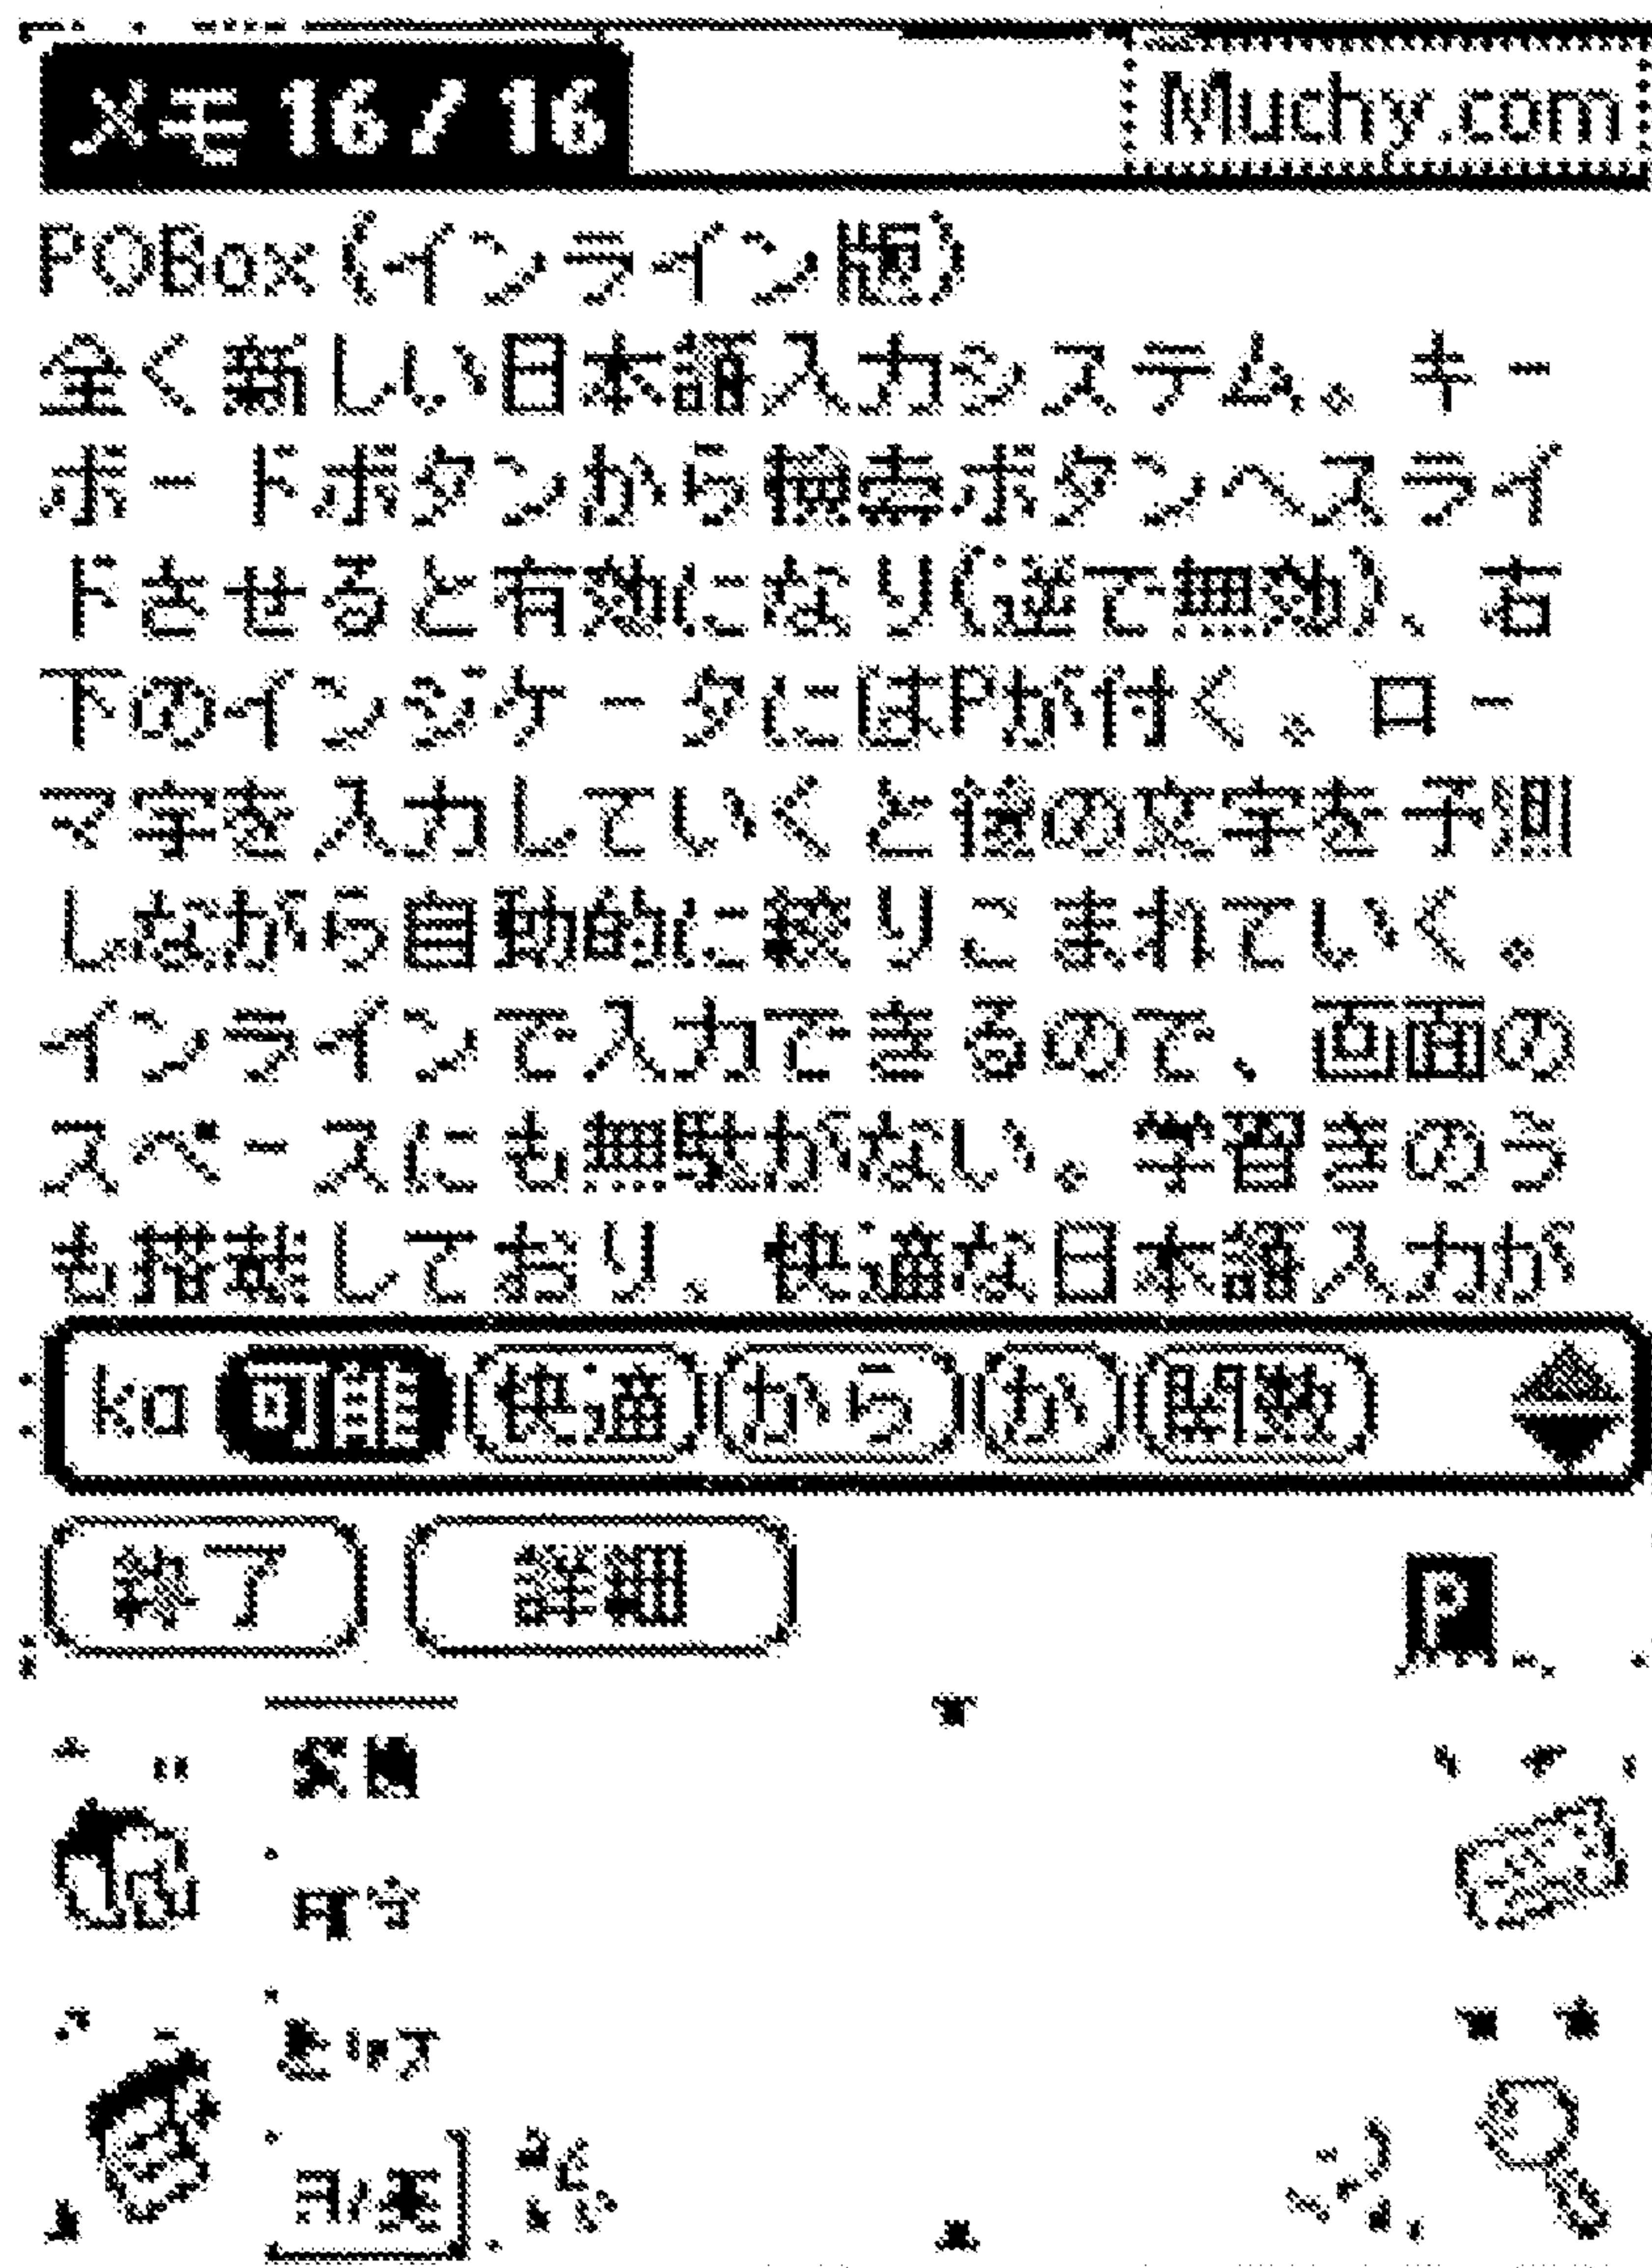 メモ 16 / 16
Muchy.com
POBox (インライン版)
全く新しい日本語入力システム。キー
ボードボタンから検索ボタンへスライ
ドさせると有効になり(逆で無効)、右
下のインジケータにはPが付く。ロー
マ字を入力していくと後の文字を予測
しながら自動的に絞りこまれていく。
インラインで入力できるので、画面の
スペースにも無駄がない。学習きのう
も搭載しており、快適な日本語入力が
ko 可能 快適 から か 個数
終了 詳細 P